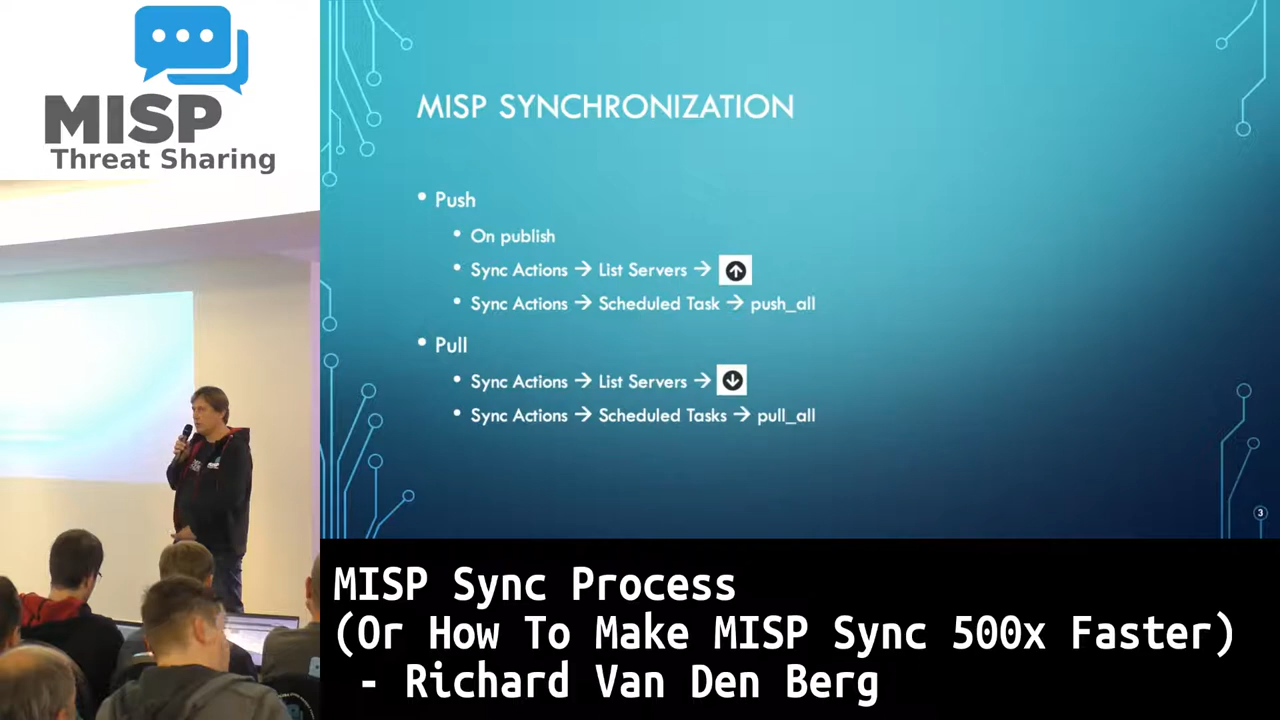 MISP
Threat Sharing
MISP SYNCHRONIZATION
• Push
• On publish
• Sync Actions → List Servers →
• Sync Actions → Scheduled Task → push_all
• Pull
• Sync Actions → List Servers →
• Sync Actions → Scheduled Tasks → pull_all
3
MISP
MISP Sync Process
(Or How To Make MISP Sync 500x Faster)
- Richard Van Den Berg